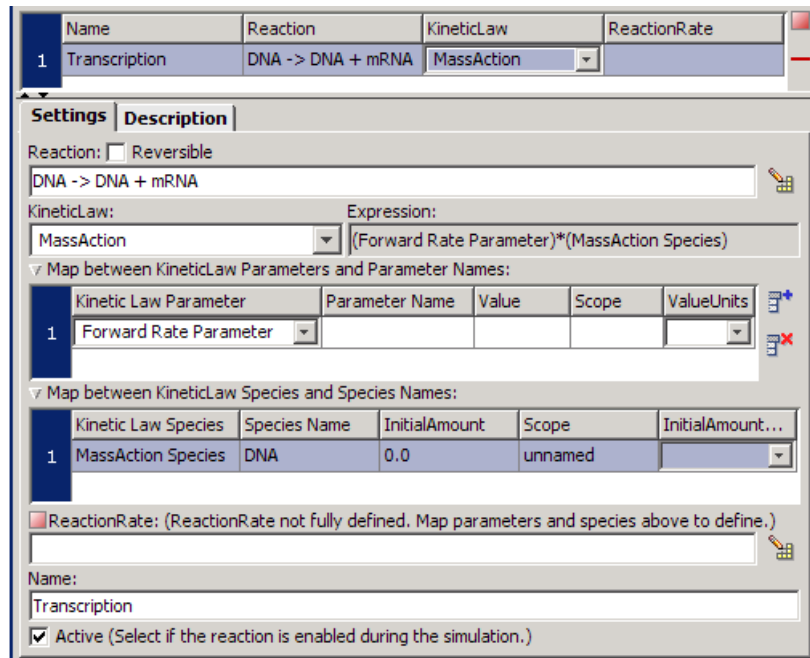 Name Reaction KineticLaw ReactionRate
1 Transcription DNA -> DNA + mRNA MassAction
Settings Description
Reaction: Reversible
DNA -> DNA + mRNA
KineticLaw: Expression:
MassAction (Forward Rate Parameter)*(MassAction Species)
Map between KineticLaw Parameters and Parameter Names:
Kinetic Law Parameter Parameter Name Value Scope ValueUnits
1 Forward Rate Parameter
Map between KineticLaw Species and Species Names:
Kinetic Law Species Species Name InitialAmount Scope InitialAmount...
1 MassAction Species DNA 0.0 unnamed
ReactionRate: (ReactionRate not fully defined. Map parameters and species above to define.)
Name:
Transcription
Active (Select if the reaction is enabled during the simulation.)